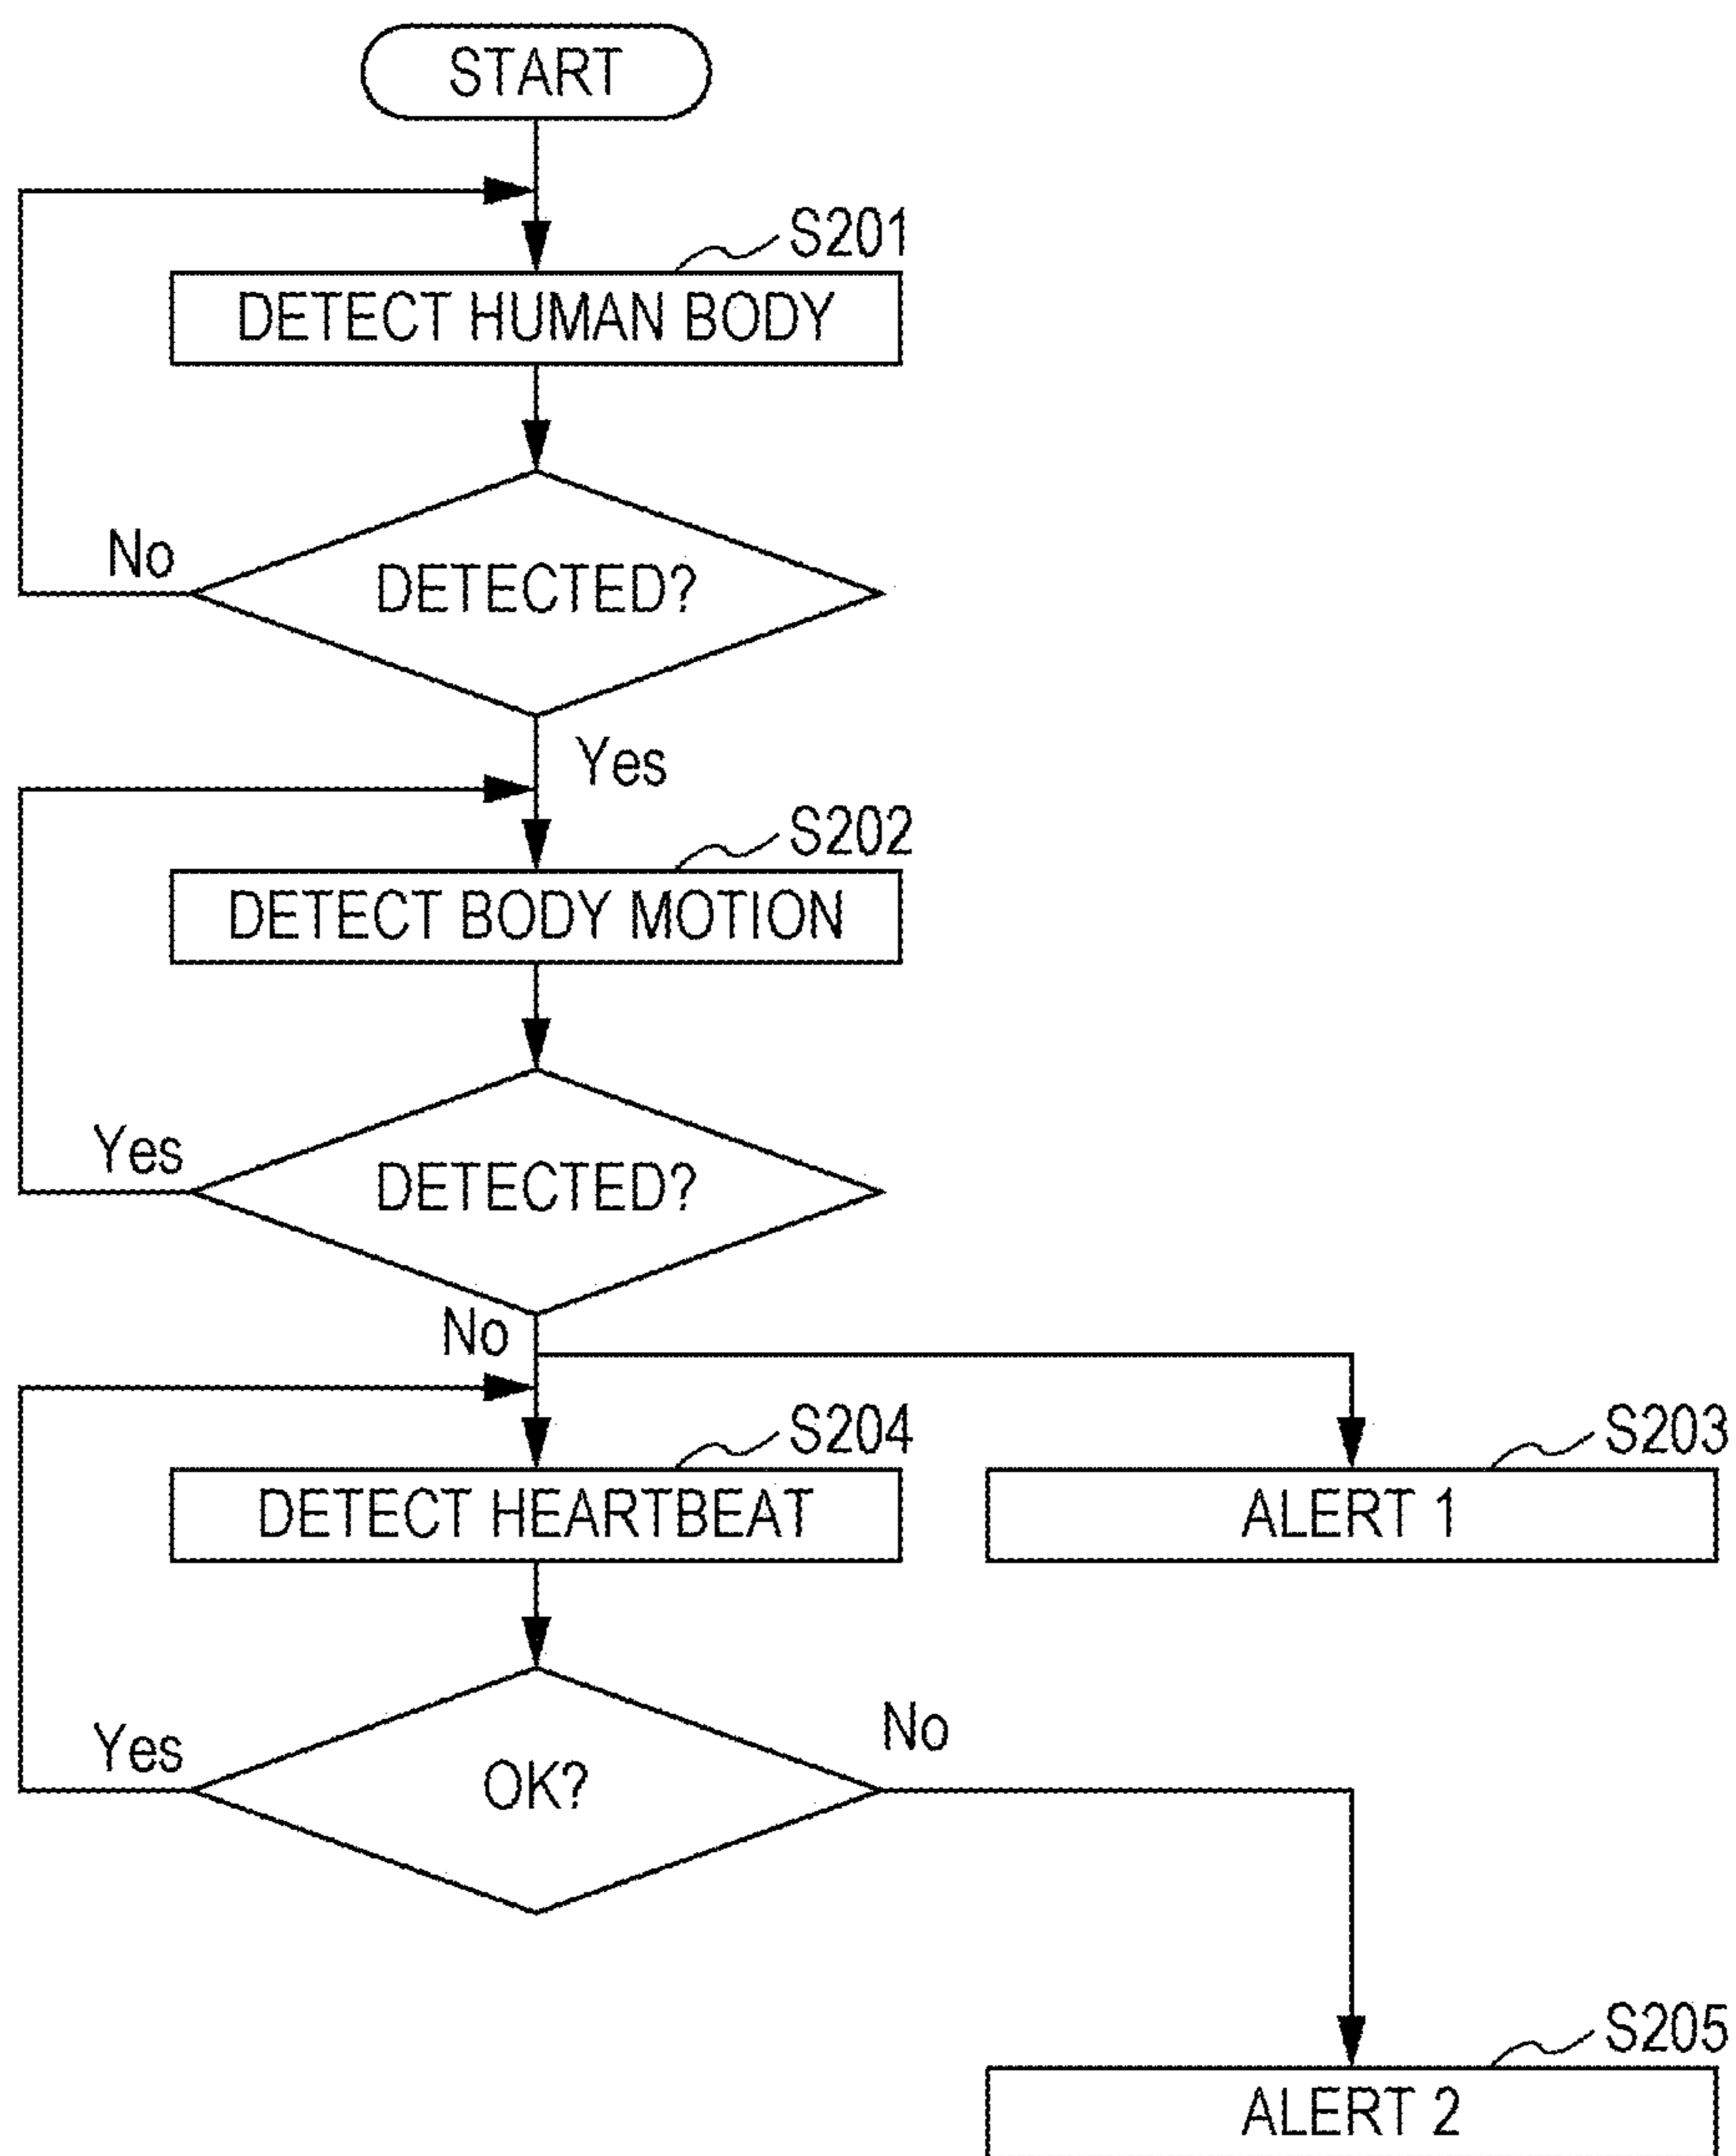 START
S201
DETECT HUMAN BODY
No
DETECTED?
Yes
S202
DETECT BODY MOTION
Yes
DETECTED?
No
S204
S203
DETECT HEARTBEAT
ALERT 1
Yes
No
OK?
S205
ALERT 2